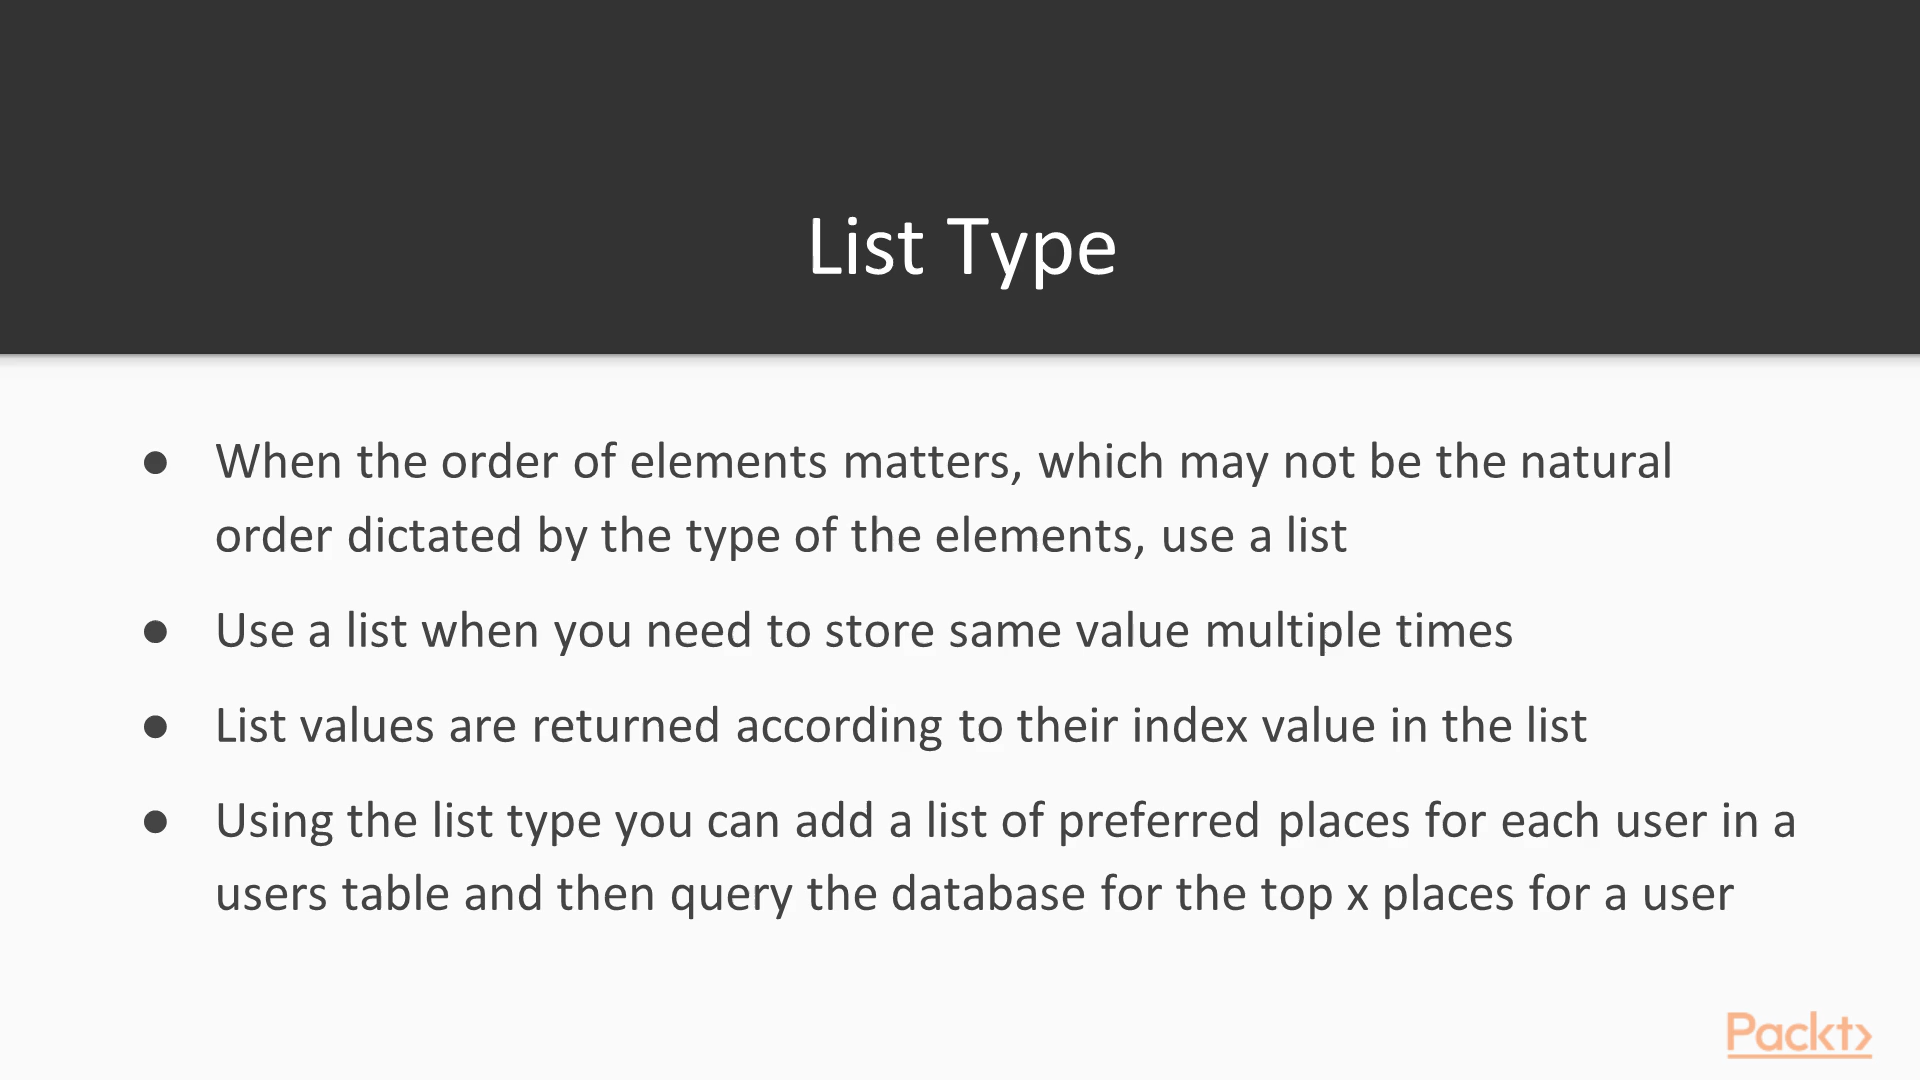 List Type
● When the order of elements matters, which may not be the natural
order dictated by the type of the elements, use a list
● Use a list when you need to store same value multiple times
● List values are returned according to their index value in the list
● Using the list type you can add a list of preferred places for each user in a
users table and then query the database for the top x places for a user
Packt>